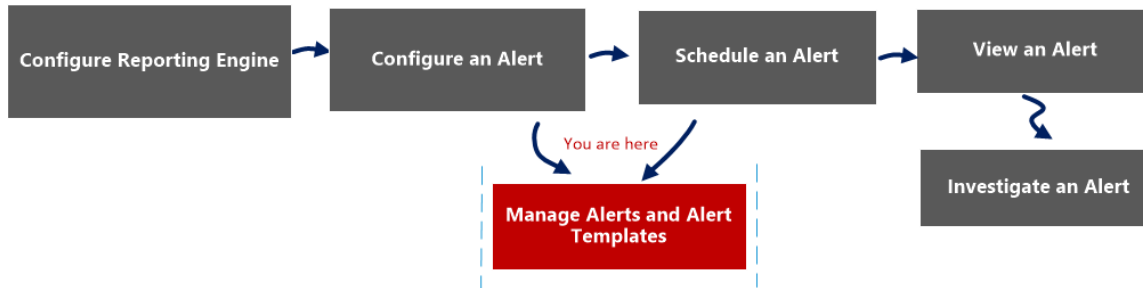 Configure Reporting Engine
Configure an Alert
Schedule an Alert
View an Alert
You are here
Manage Alerts and Alert
Templates
Investigate an Alert